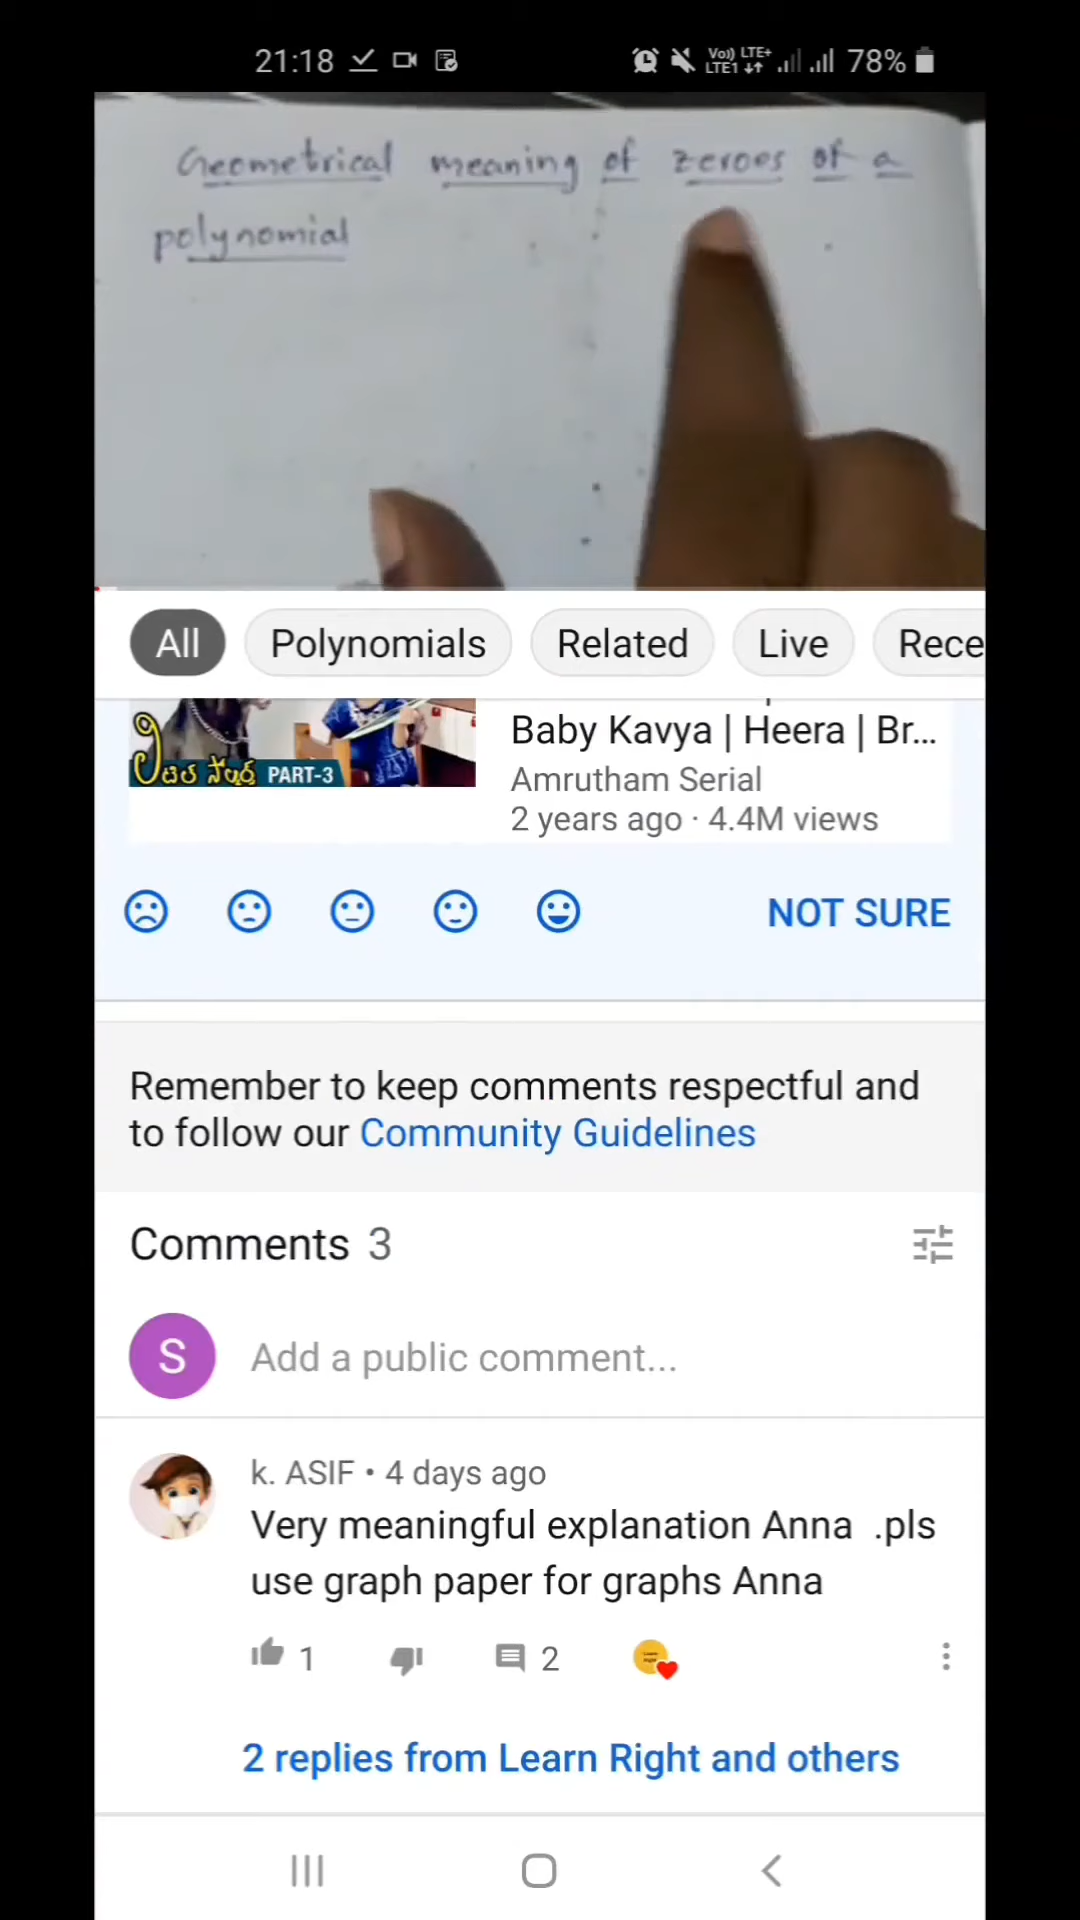 21:18
Vo)) LTE+
LTE1
78%
Geometrical meaning of zeroes of a
polynomial
All
Polynomials
Related
Live
Rece
Baby Kavya | Heera | Br...
PART-3
Amrutham Serial
2 years ago · 4.4M views
NOT SURE
Remember to keep comments respectful and
to follow our Community Guidelines
Comments 3
S
Add a public comment...
k. ASIF • 4 days ago
Very meaningful explanation Anna .pls
use graph paper for graphs Anna
1
2
2 replies from Learn Right and others